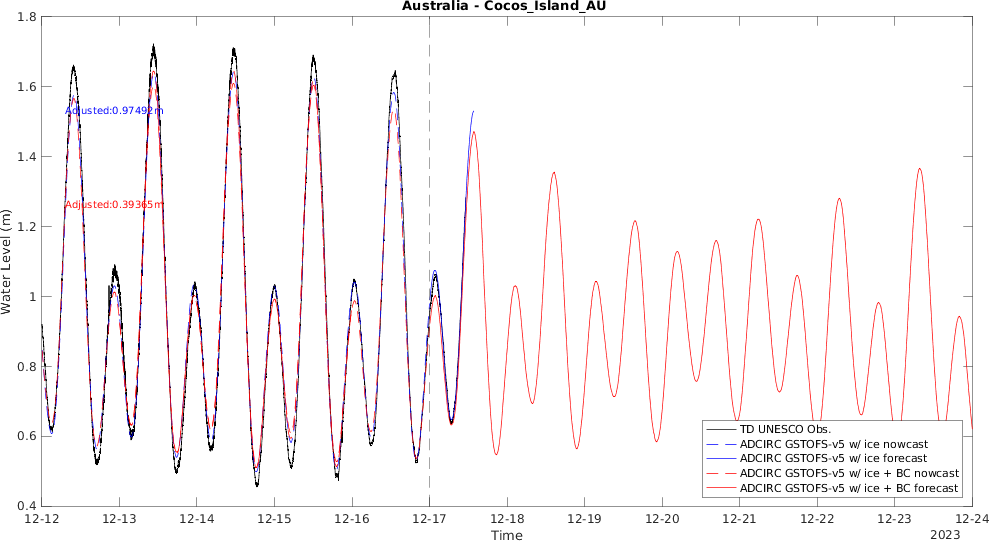 Australia - Cocos_Island_AU
1.8
1.6
1.4
1.2
1
0.8
0.6
0.4
Water Level (m)
Adjusted:0.97492m
Adjusted:0.39365m
TD UNESCO Obs.
ADCIRC GSTOFS-v5 w/ ice nowcast
ADCIRC GSTOFS-v5 w/ ice forecast
ADCIRC GSTOFS-v5 w/ ice + BC nowcast
ADCIRC GSTOFS-v5 w/ ice + BC forecast
12-12 12-13 12-14 12-15 12-16 12-17 12-18 12-19 12-20 12-21 12-22 12-23 12-24
Time
2023